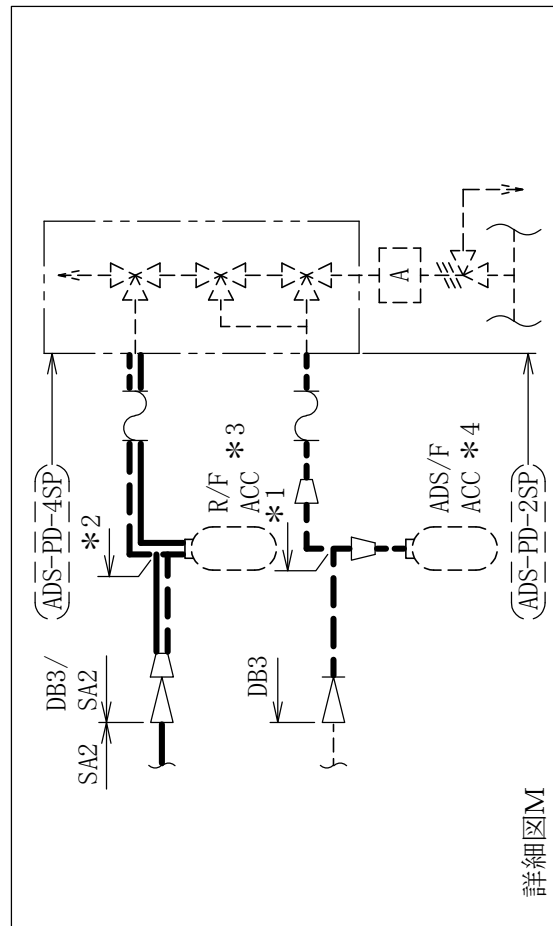 ADS-PD-4SP
*2
DB3/
SA2
SA2
R/F
ACC *3
*1
DB3
ADS/F
ACC *4
A
ADS-PD-2SP
詳細図M